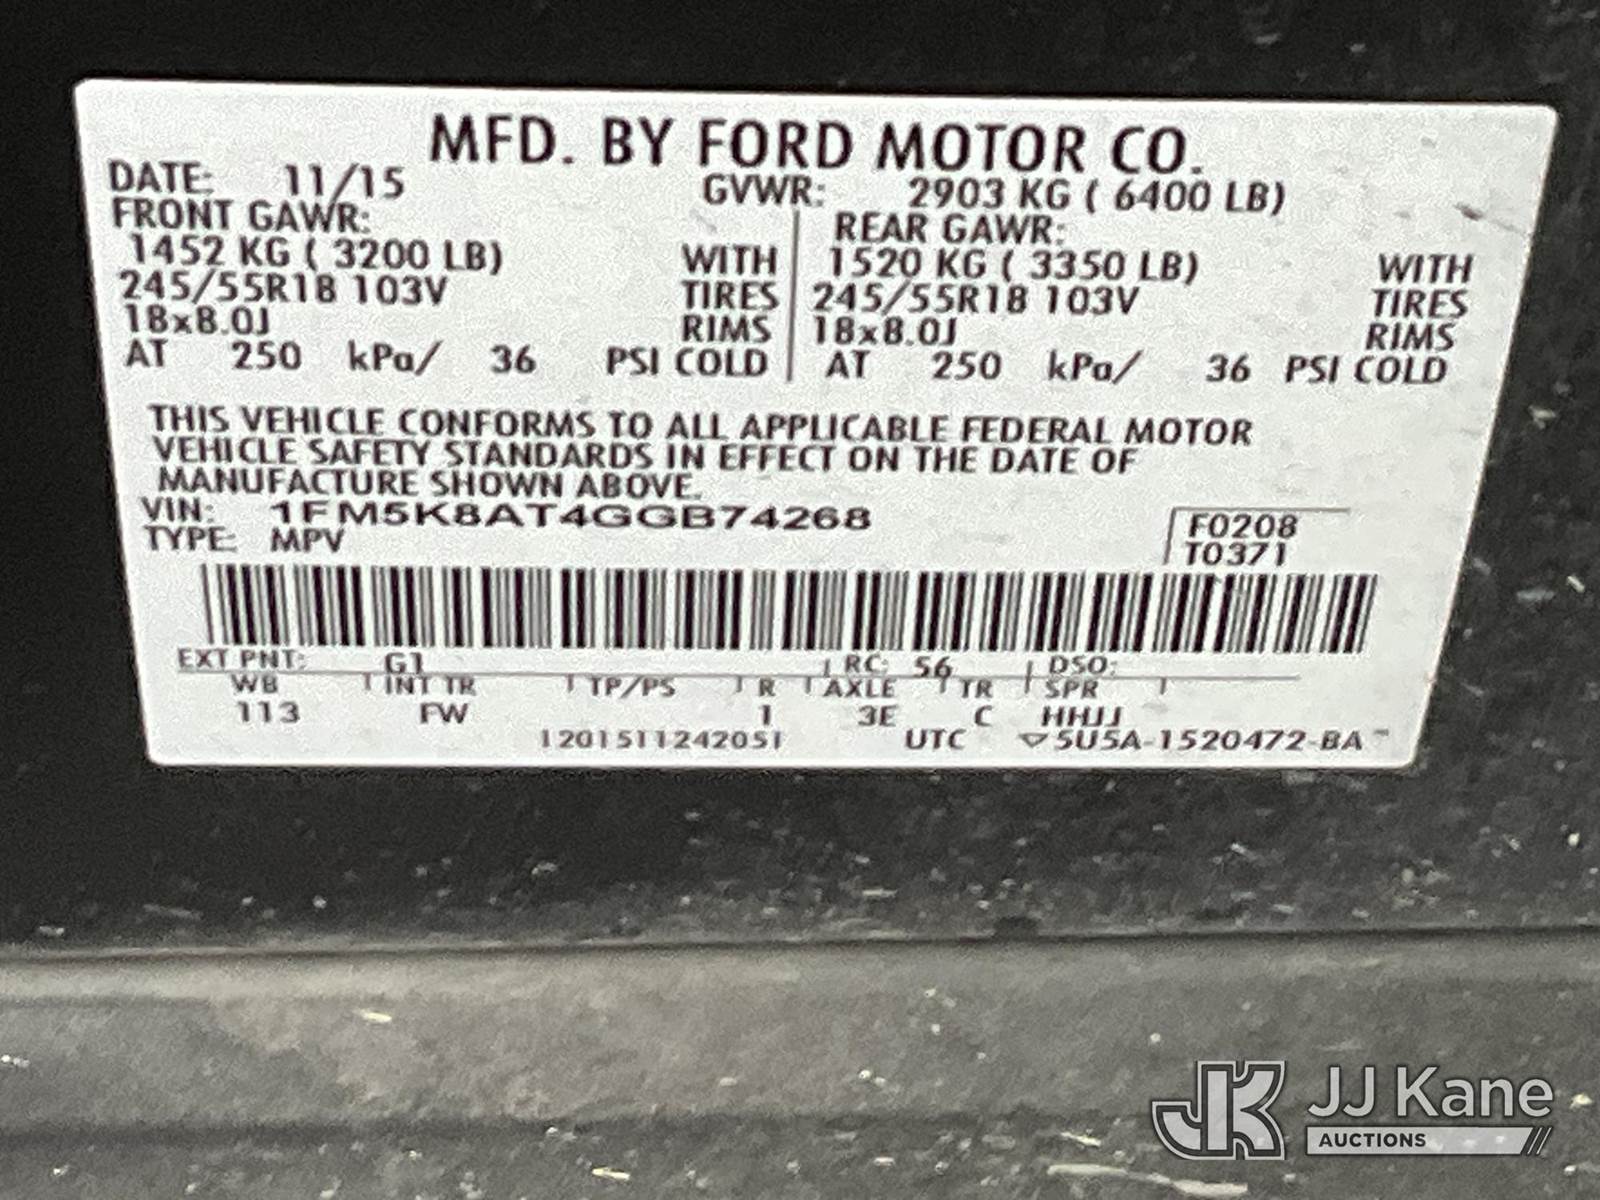 MFD. BY FORD MOTOR CO.
DATE: 11/15 GVWR: 2903 KG ( 6400 LB)
FRONT GAWR: REAR GAWR:
1452 KG ( 3200 LB) WITH 1520 KG ( 3350 LB) WITH
245/55R18 103V TIRES 245/55R18 103V TIRES
18x8.0J RIMS 18x8.0J RIMS
AT 250 kPa/ 36 PSI COLD AT 250 kPa/ 36 PSI COLD
THIS VEHICLE CONFORMS TO ALL APPLICABLE FEDERAL MOTOR
VEHICLE SAFETY STANDARDS IN EFFECT ON THE DATE OF
MANUFACTURE SHOWN ABOVE.
VIN: 1FM5K8AT4GGB74268 F0208
TYPE: MPV T0371
EXT PNT: G1 RC: 56 DSO:
WB INT TR TP/PS R AXLE TR SPR
113 FW 1 3E C HHJJ
1201511242051 UTC ▽5U5A-1520472-BA
JK JJ Kane
AUCTIONS